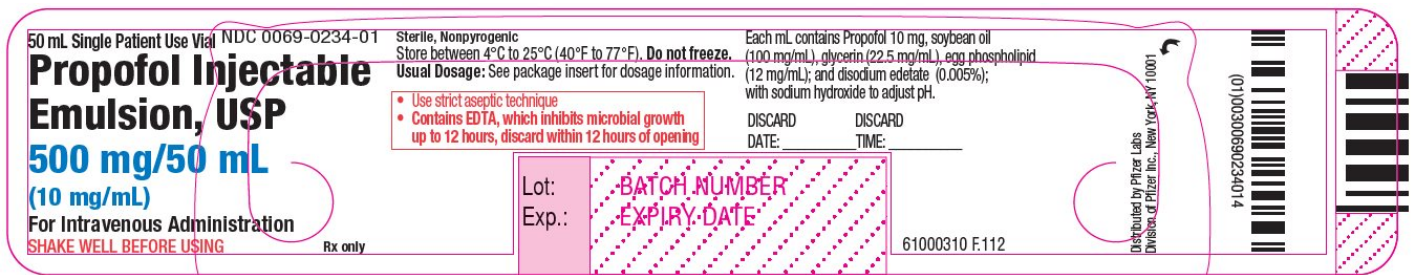 50 mL Single Patient Use Vial NDC 0069-0234-01
Propofol Injectable
Emulsion, USP
500 mg/50 mL
(10 mg/mL)
For Intravenous Administration
SHAKE WELL BEFORE USING
Rx only
Sterile, Nonpyrogenic
Store between 4°C to 25°C (40°F to 77°F). Do not freeze.
Usual Dosage: See package insert for dosage information.
• Use strict aseptic technique
• Contains EDTA, which inhibits microbial growth
up to 12 hours, discard within 12 hours of opening
Each mL contains Propofol 10 mg, soybean oil
(100 mg/mL), glycerin (22.5 mg/mL), egg phospholipid
(12 mg/mL); and disodium edetate (0.005%);
with sodium hydroxide to adjust pH.
DISCARD DISCARD
DATE: __________ TIME: __________
Lot: BATCH NUMBER
Exp.: EXPIRY DATE
61000310 F.112
Distributed by Pfizer Labs
Division of Pfizer Inc., New York, NY 10001
(01)00300690234014